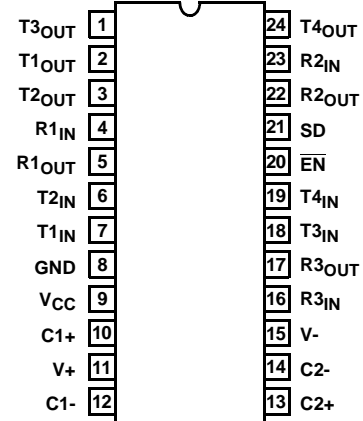 T3OUT 1 24 T4OUT
T1OUT 2 23 R2IN
T2OUT 3 22 R2OUT
R1IN 4 21 SD
R1OUT 5 20 EN
T2IN 6 19 T4IN
T1IN 7 18 T3IN
GND 8 17 R3OUT
VCC 9 16 R3IN
C1+ 10 15 V-
V+ 11 14 C2-
C1- 12 13 C2+